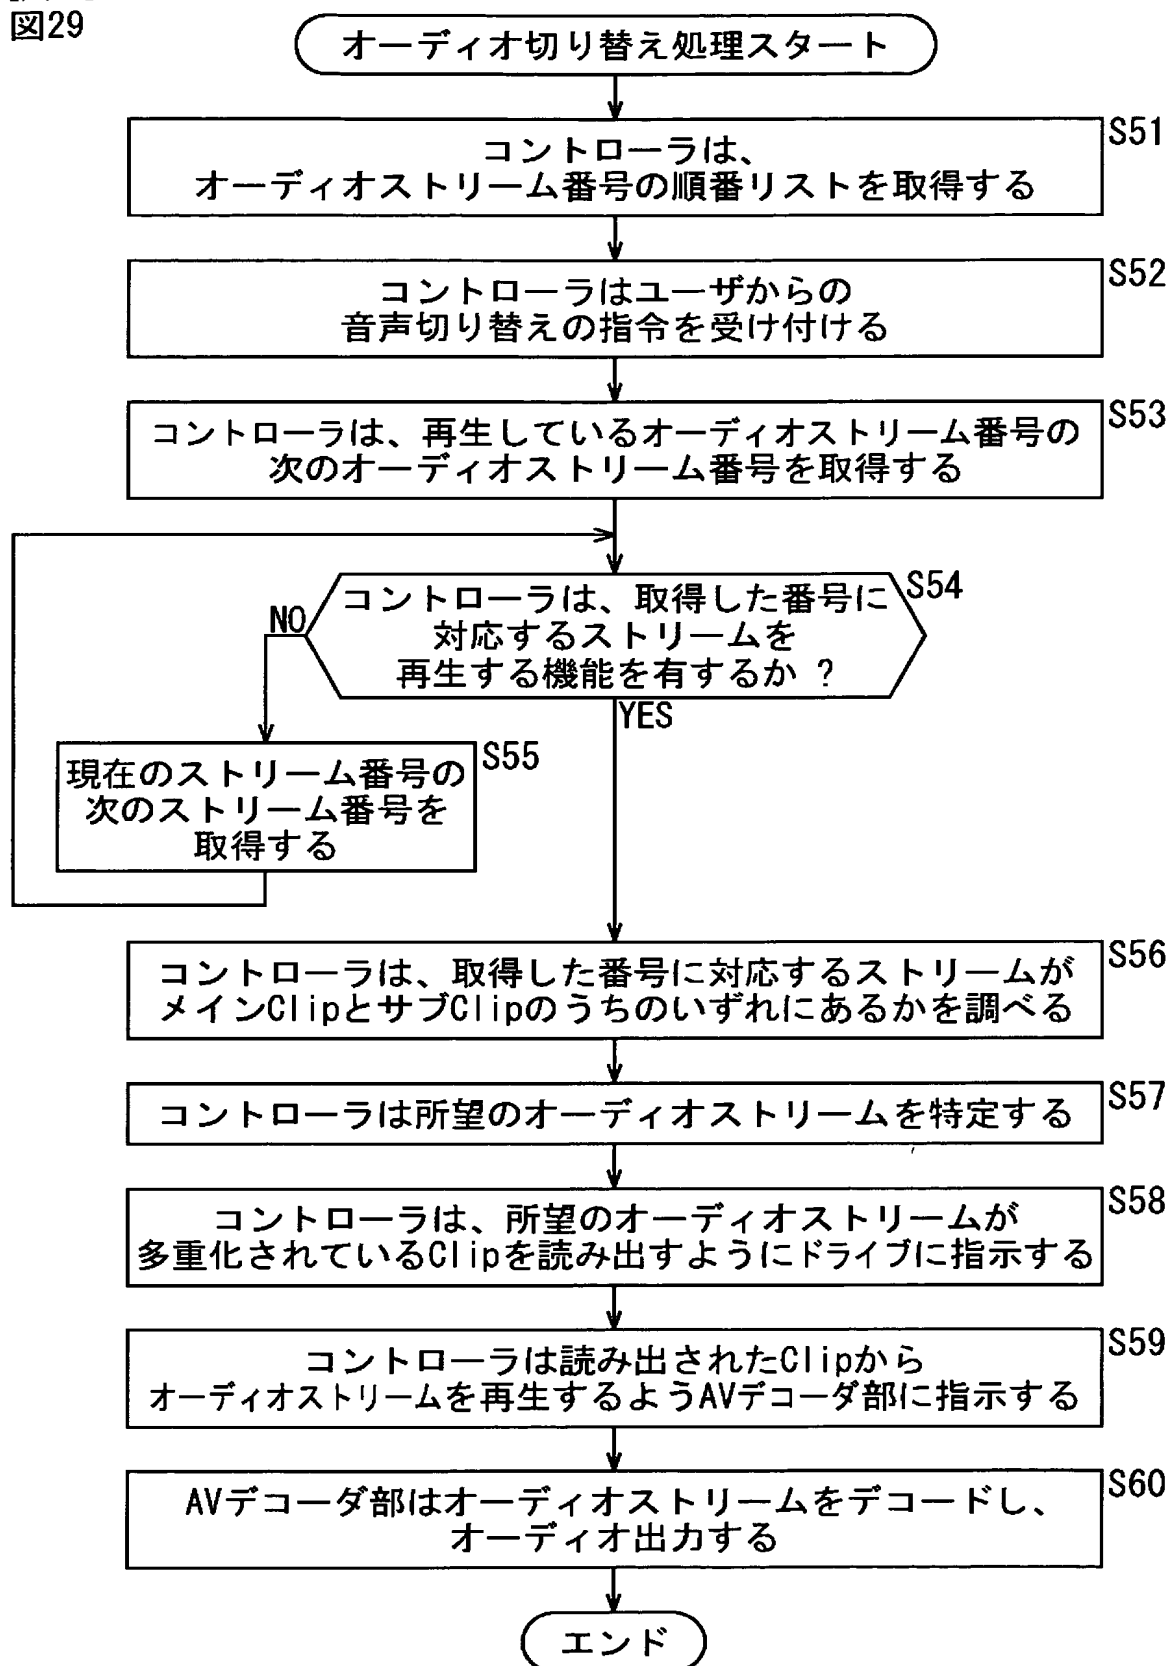 図29
オーディオ切り替え処理スタート
S51
コントローラは、
オーディオストリーム番号の順番リストを取得する
S52
コントローラはユーザからの
音声切り替えの指令を受け付ける
S53
コントローラは、再生しているオーディオストリーム番号の
次のオーディオストリーム番号を取得する
S54
コントローラは、取得した番号に
対応するストリームを
再生する機能を有するか ?
NO
YES
S55
現在のストリーム番号の
次のストリーム番号を
取得する
S56
コントローラは、取得した番号に対応するストリームが
メインClipとサブClipのうちのいずれにあるかを調べる
S57
コントローラは所望のオーディオストリームを特定する
S58
コントローラは、所望のオーディオストリームが
多重化されているClipを読み出すようにドライブに指示する
S59
コントローラは読み出されたClipから
オーディオストリームを再生するようAVデコーダ部に指示する
S60
AVデコーダ部はオーディオストリームをデコードし、
オーディオ出力する
エンド